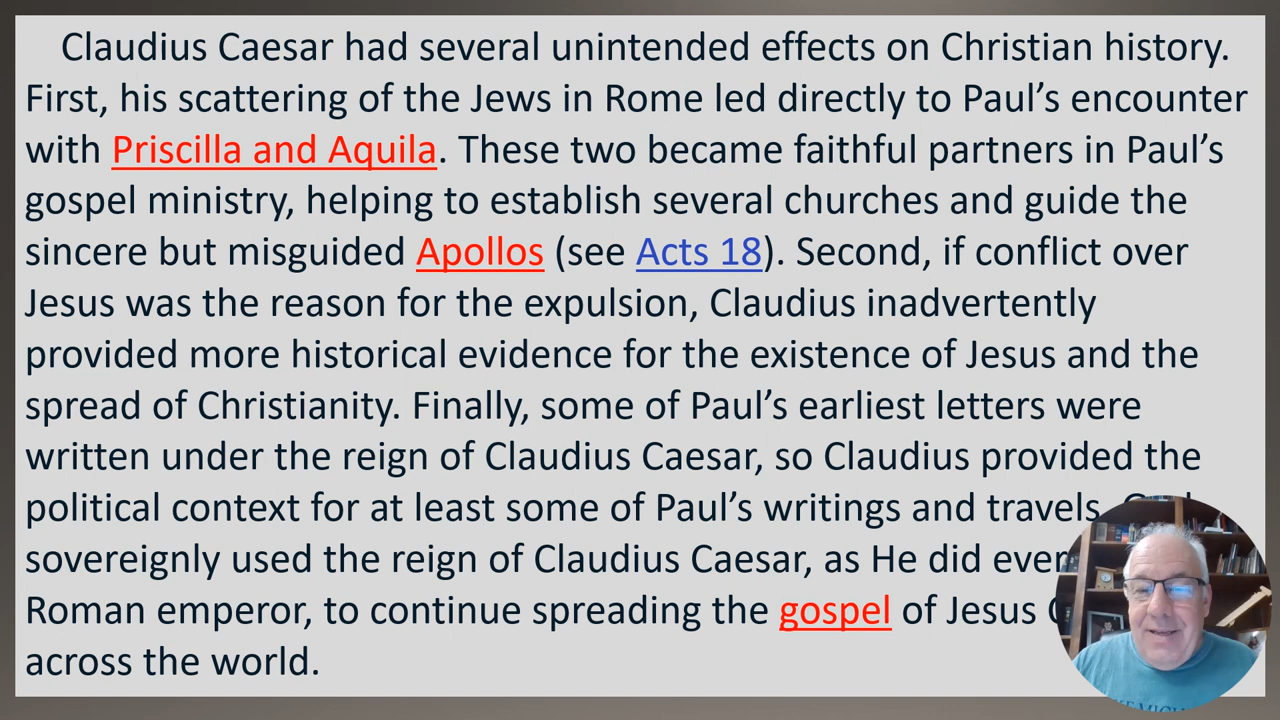 Claudius Caesar had several unintended effects on Christian history.
First, his scattering of the Jews in Rome led directly to Paul’s encounter
with Priscilla and Aquila. These two became faithful partners in Paul’s
gospel ministry, helping to establish several churches and guide the
sincere but misguided Apollos (see Acts 18). Second, if conflict over
Jesus was the reason for the expulsion, Claudius inadvertently
provided more historical evidence for the existence of Jesus and the
spread of Christianity. Finally, some of Paul’s earliest letters were
written under the reign of Claudius Caesar, so Claudius provided the
political context for at least some of Paul’s writings and travels.
sovereignly used the reign of Claudius Caesar, as He did
Roman emperor, to continue spreading the gospel of Jesus
across the world.